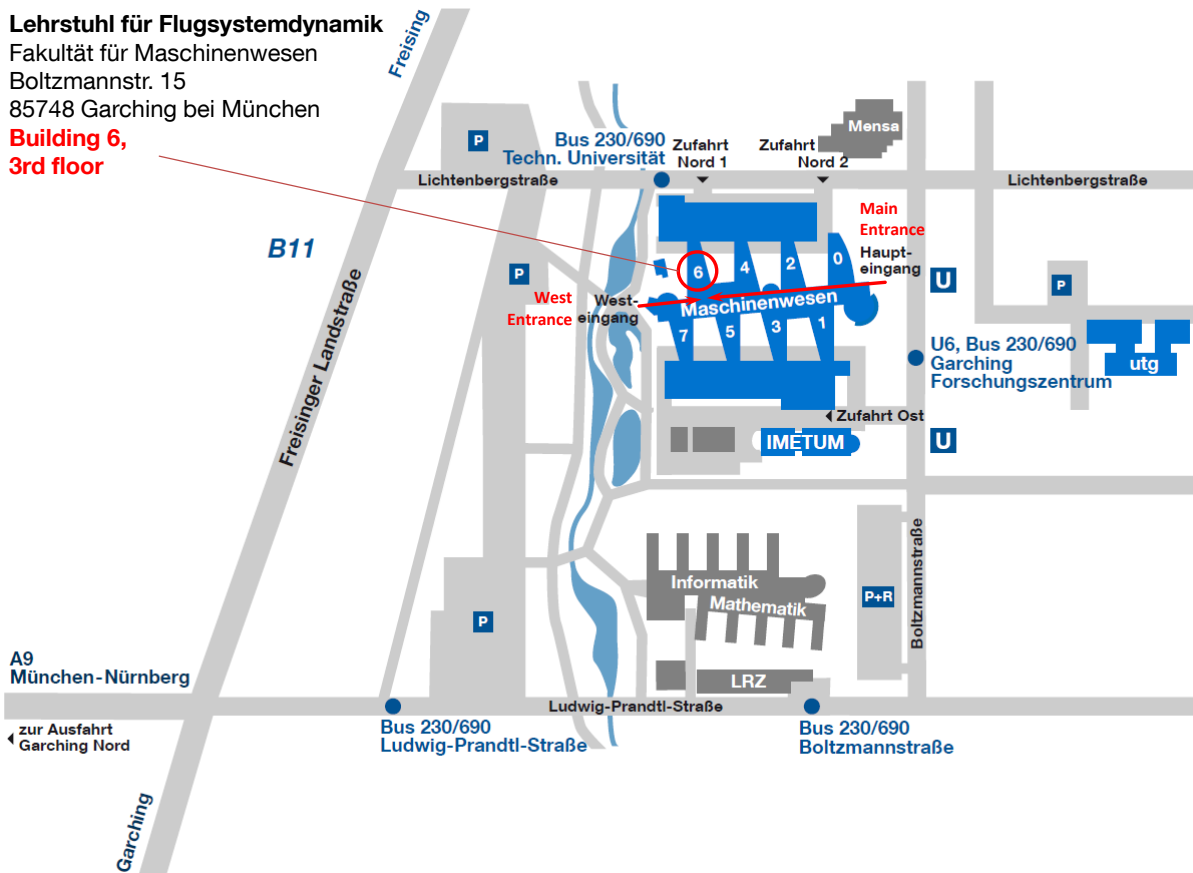 Lehrstuhl für Flugsystemdynamik
Fakultät für Maschinenwesen
Boltzmannstr. 15
85748 Garching bei München
Building 6,
3rd floor
Freising
P
Bus 230/690
Techn. Universität
Zufahrt
Nord 1
Zufahrt
Nord 2
Mensa
Lichtenbergstraße
Lichtenbergstraße
B11
Freisinger Landstraße
P
Main
Entrance
Haupt-
eingang
6
4
2
0
U
P
West
Entrance
West-
eingang
Maschinenwesen
7
5
3
1
U6, Bus 230/690
Garching
Forschungszentrum
utg
Zufahrt Ost
IMETUM
U
Informatik
Mathematik
P+R
Boltzmannstraße
P
A9
München-Nürnberg
LRZ
Ludwig-Prandtl-Straße
zur Ausfahrt
Garching Nord
Bus 230/690
Ludwig-Prandtl-Straße
Bus 230/690
Boltzmannstraße
Garching